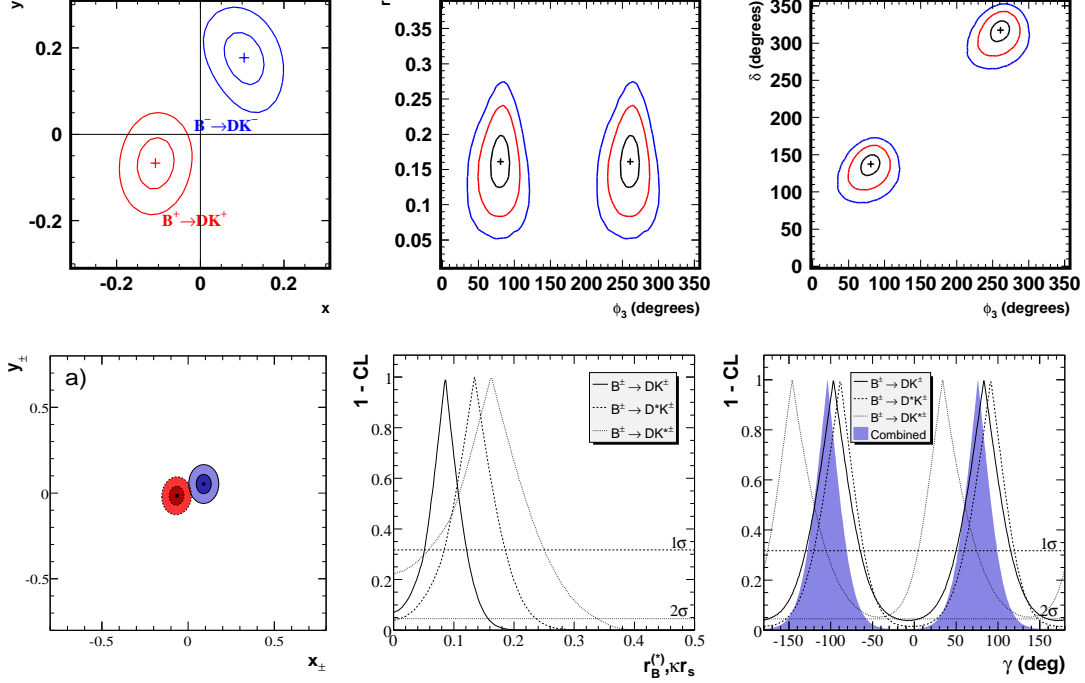 y
0.2
0
-0.2
B⁻→DK⁻
B⁺→DK⁺
-0.2 0 0.2
x
r
0.4
0.35
0.3
0.25
0.2
0.15
0.1
0.05
0 50 100 150 200 250 300 350
ϕ₃ (degrees)
δ (degrees)
350
300
250
200
150
100
50
0
0 50 100 150 200 250 300 350
ϕ₃ (degrees)
y±
a)
0.5
0
-0.5
-0.5 0 0.5
x±
1 - CL
1
0.8
0.6
0.4
0.2
0
B± → DK±
B± → D*K±
B± → DK*±
1σ
2σ
0 0.1 0.2 0.3 0.4 0.5
r_B^(*),κr_s
1 - CL
1
0.8
0.6
0.4
0.2
0
B± → DK±
B± → D*K±
B± → DK*±
Combined
1σ
2σ
-150 -100 -50 0 50 100 150
γ (deg)